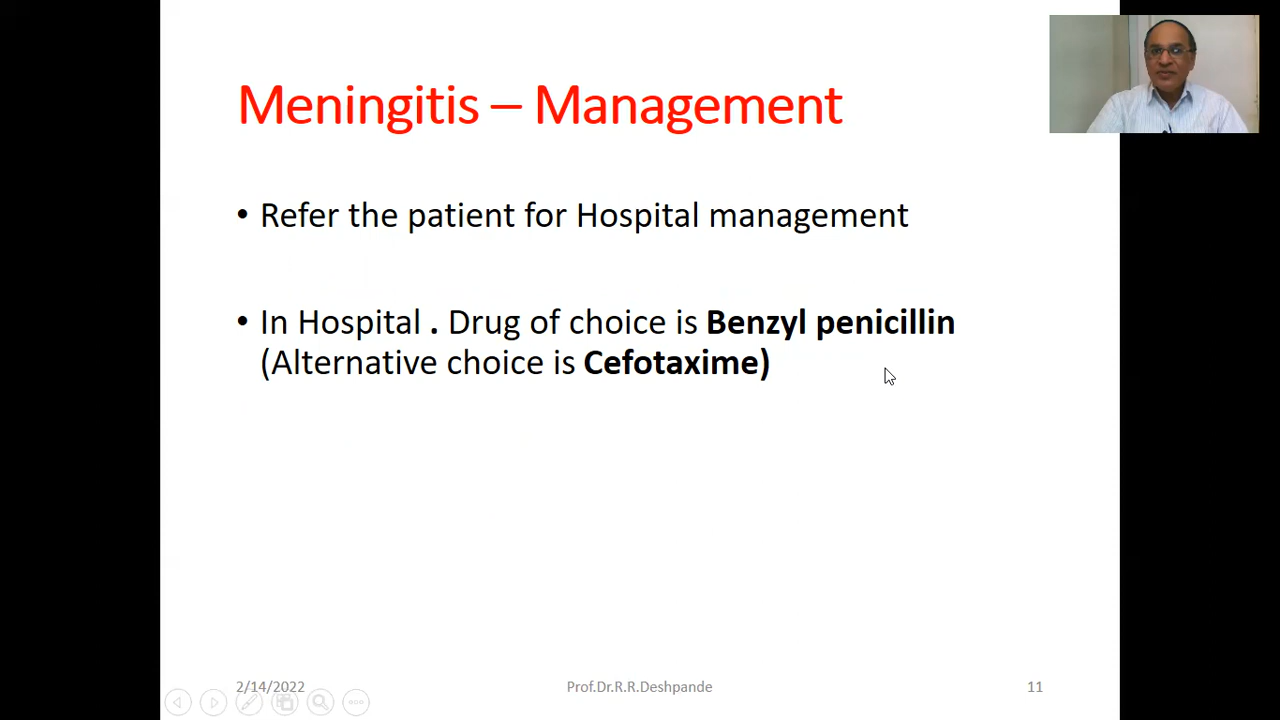 Meningitis – Management
• Refer the patient for Hospital management
• In Hospital . Drug of choice is Benzyl penicillin
(Alternative choice is Cefotaxime)
2/14/2022
Prof.Dr.R.R.Deshpande
11